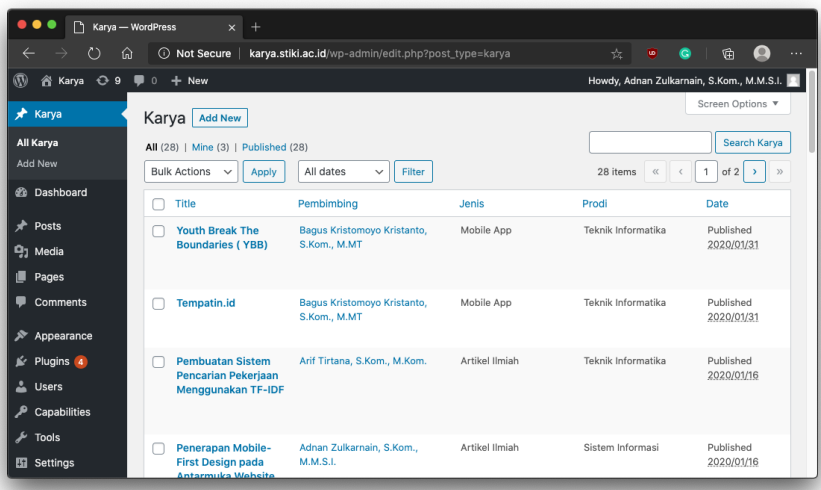 Karya — WordPress
Not Secure | karya.stiki.ac.id/wp-admin/edit.php?post_type=karya
Karya 9 0 + New Howdy, Adnan Zulkarnain, S.Kom., M.M.S.I.
Screen Options
Karya
All Karya
Add New
Dashboard
Posts
Media
Pages
Comments
Appearance
Plugins 4
Users
Capabilities
Tools
Settings
Karya Add New
All (28) | Mine (3) | Published (28)
Search Karya
Bulk Actions Apply All dates Filter 28 items « ‹ 1 of 2 › »
Title Pembimbing Jenis Prodi Date
Youth Break The Bagus Kristomoyo Kristanto, Mobile App Teknik Informatika Published
Boundaries ( YBB) S.Kom., M.MT 2020/01/31
Tempatin.id Bagus Kristomoyo Kristanto, Mobile App Teknik Informatika Published
S.Kom., M.MT 2020/01/31
Pembuatan Sistem Arif Tirtana, S.Kom., M.Kom. Artikel Ilmiah Teknik Informatika Published
Pencarian Pekerjaan 2020/01/16
Menggunakan TF-IDF
Penerapan Mobile- Adnan Zulkarnain, S.Kom., Artikel Ilmiah Sistem Informasi Published
First Design pada M.M.S.I. 2020/01/16
Antarmuka Website